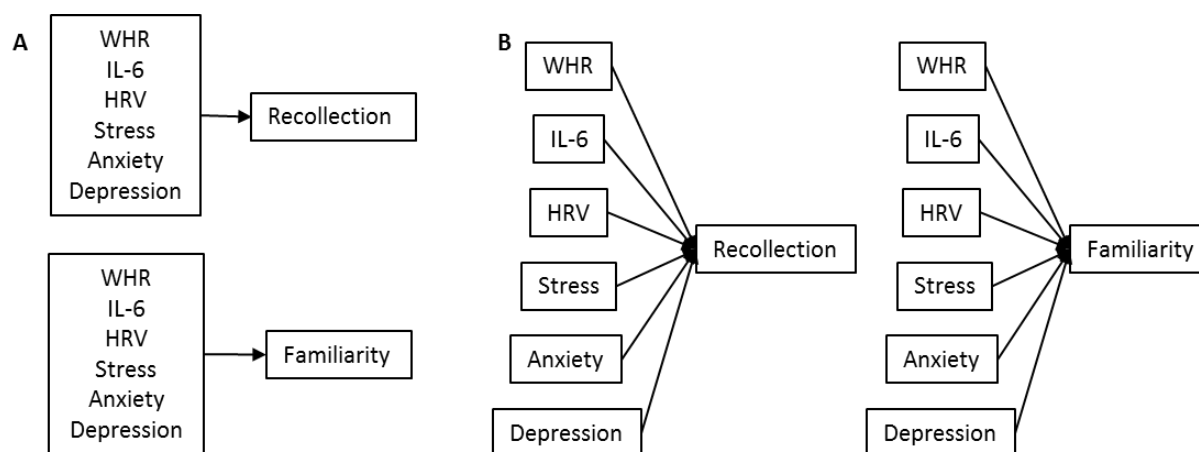 A
WHR
IL-6
HRV
Stress
Anxiety
Depression
Recollection
WHR
IL-6
HRV
Stress
Anxiety
Depression
Familiarity
B
WHR
IL-6
HRV
Stress
Anxiety
Depression
Recollection
WHR
IL-6
HRV
Stress
Anxiety
Depression
Familiarity